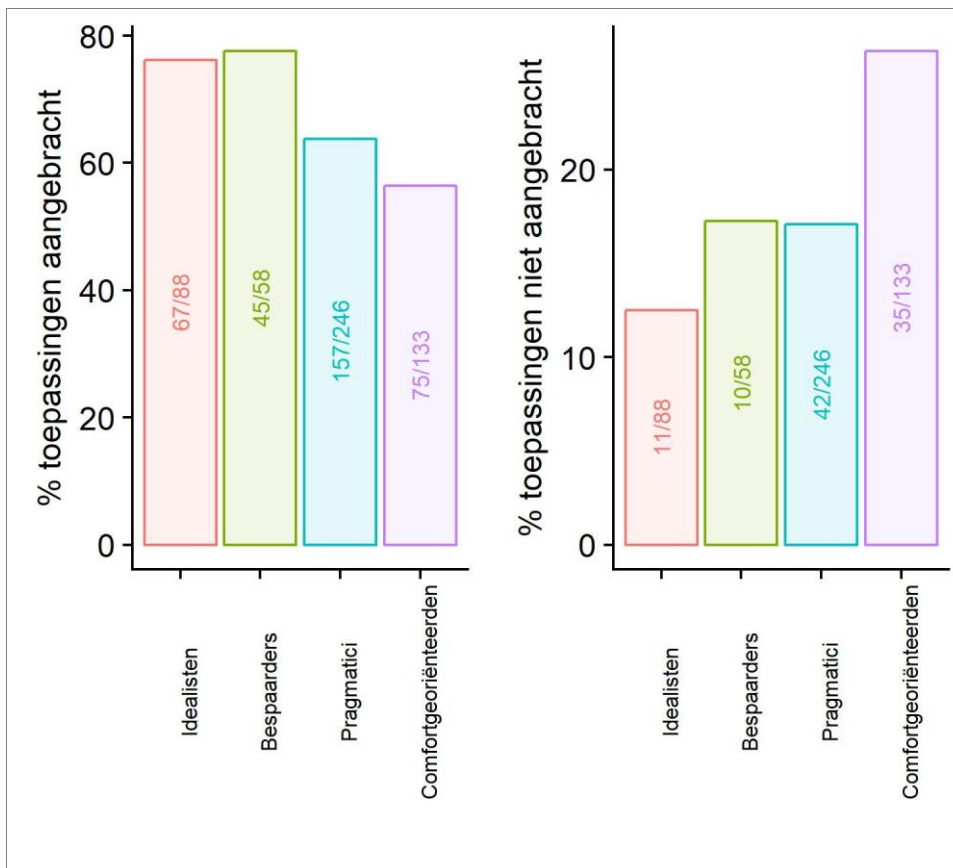 % toepassingen aangebracht
80
60
40
20
0
67/88
45/58
157/246
75/133
Idealisten
Bespaarders
Pragmatici
Comfortgeoriënteerden
% toepassingen niet aangebracht
20
10
0
11/88
10/58
42/246
35/133
Idealisten
Bespaarders
Pragmatici
Comfortgeoriënteerden